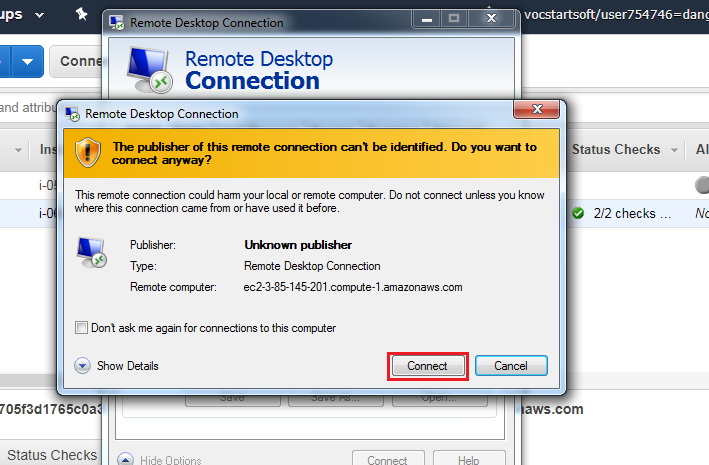 ups
Remote Desktop Connection
vocstartsoft/user754746=dang
Conne
Remote Desktop
Connection
and attribu
Remote Desktop Connection
Ins
Status Checks
Al
The publisher of this remote connection can't be identified. Do you want to
connect anyway?
i-05
This remote connection could harm your local or remote computer. Do not connect unless you know
where this connection came from or have used it before.
i-06
2/2 checks ...
No
Publisher:
Unknown publisher
Type:
Remote Desktop Connection
Remote computer:
ec2-3-85-145-201.compute-1.amazonaws.com
Don't ask me again for connections to this computer
Show Details
Connect
Cancel
Save
Save As...
Open...
705f3d1765c0a3
naws.com
Status Checks
Hide Options
Connect
Help